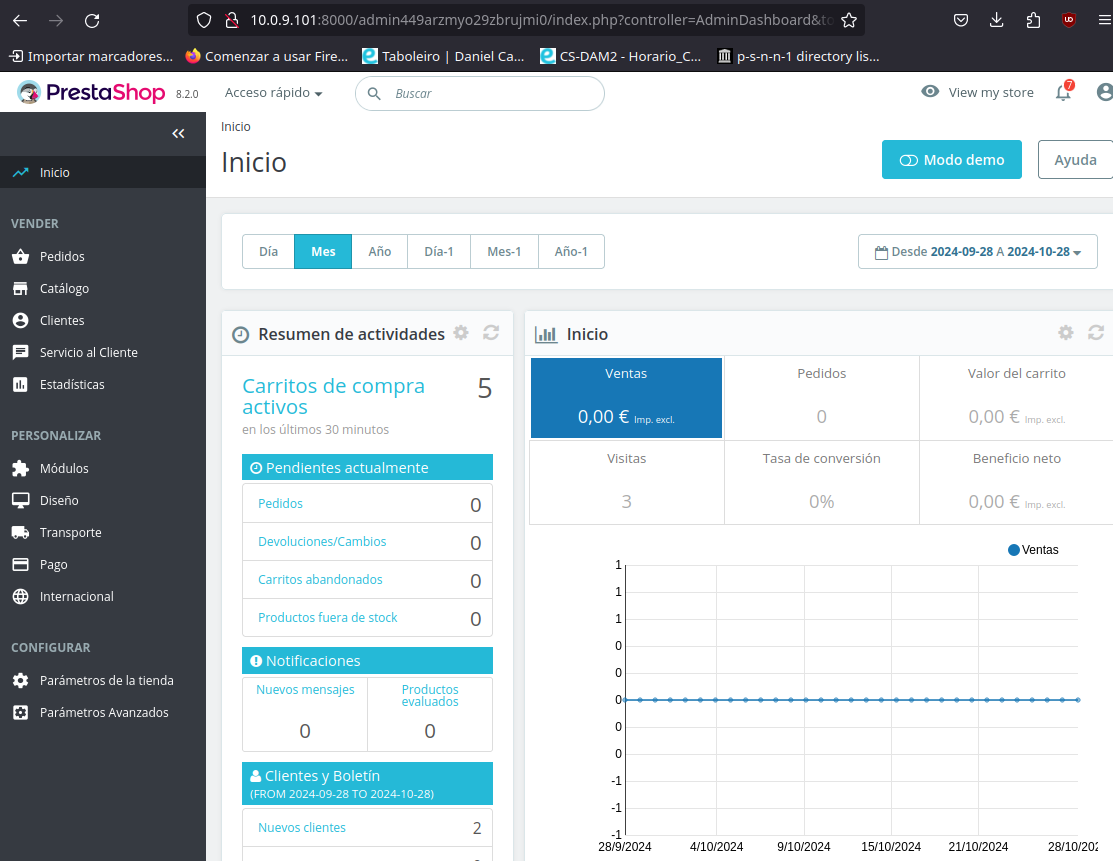 10.0.9.101:8000/admin449arzmyo29zbrujmi0/index.php?controller=AdminDashboard&to
Importar marcadores... Comenzar a usar Fire... Taboleiro | Daniel Ca... CS-DAM2 - Horario_C... p-s-n-n-1 directory lis...
PrestaShop 8.2.0 Acceso rápido Buscar View my store 7
Inicio
Inicio
Modo demo Ayuda
Inicio
VENDER
Pedidos
Catálogo
Clientes
Servicio al Cliente
Estadísticas
PERSONALIZAR
Módulos
Diseño
Transporte
Pago
Internacional
CONFIGURAR
Parámetros de la tienda
Parámetros Avanzados
Día Mes Año Día-1 Mes-1 Año-1 Desde 2024-09-28 A 2024-10-28
Resumen de actividades
Carritos de compra activos 5
en los últimos 30 minutos
Pendientes actualmente
Pedidos 0
Devoluciones/Cambios 0
Carritos abandonados 0
Productos fuera de stock 0
Notificaciones
Nuevos mensajes
0
Productos
evaluados
0
Clientes y Boletín
(FROM 2024-09-28 TO 2024-10-28)
Nuevos clientes 2
Inicio
Ventas Pedidos Valor del carrito
0,00 € Imp. excl. 0 0,00 € Imp. excl.
Visitas Tasa de conversión Beneficio neto
3 0% 0,00 € Imp. excl.
Ventas
1
1
1
0
0
0
0
0
-1
-1
-1
28/9/2024 4/10/2024 9/10/2024 15/10/2024 21/10/2024 28/10/202